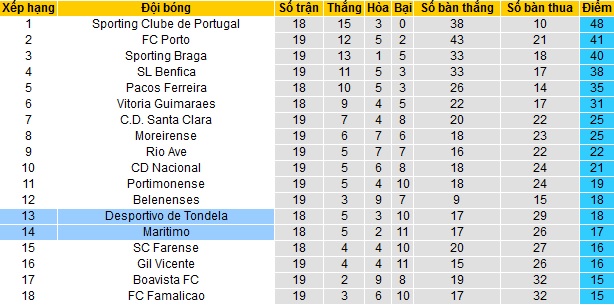 Xếp hạng Đội bóng Số trận Thắng Hòa Bại Số bàn thắng Số bàn thua Điểm
1 Sporting Clube de Portugal 18 15 3 0 38 10 48
2 FC Porto 19 12 5 2 43 21 41
3 Sporting Braga 19 13 1 5 33 18 40
4 SL Benfica 19 11 5 3 33 17 38
5 Pacos Ferreira 18 10 5 3 26 14 35
6 Vitoria Guimaraes 18 9 4 5 22 17 31
7 C.D. Santa Clara 19 7 4 8 20 22 25
8 Moreirense 19 6 7 6 18 23 25
9 Rio Ave 19 5 7 7 16 22 22
10 CD Nacional 19 5 6 8 18 24 21
11 Portimonense 19 5 4 10 18 24 19
12 Belenenses 19 3 9 7 9 15 18
13 Desportivo de Tondela 18 5 3 10 17 29 18
14 Maritimo 18 5 2 11 17 26 17
15 SC Farense 19 4 4 10 20 27 16
16 Gil Vicente 19 4 4 11 15 26 16
17 Boavista FC 19 2 9 8 19 32 15
18 FC Famalicao 19 3 6 10 17 32 15